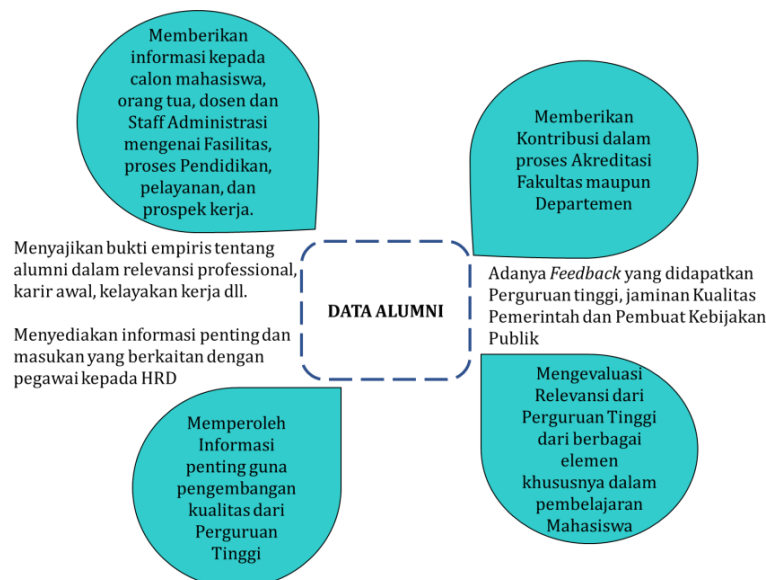 Memberikan
informasi kepada
calon mahasiswa,
orang tua, dosen dan
Staff Administrasi
mengenai Fasilitas,
proses Pendidikan,
pelayanan, dan
prospek kerja.
Memberikan
Kontribusi dalam
proses Akreditasi
Fakultas maupun
Departemen
Menyajikan bukti empiris tentang
alumni dalam relevansi professional,
karir awal, kelayakan kerja dll.
Menyediakan informasi penting dan
masukan yang berkaitan dengan
pegawai kepada HRD
DATA ALUMNI
Adanya Feedback yang didapatkan
Perguruan tinggi, jaminan Kualitas
Pemerintah dan Pembuat Kebijakan
Publik
Memperoleh
Informasi
penting guna
pengembangan
kualitas dari
Perguruan
Tinggi
Mengevaluasi
Relevansi dari
Perguruan Tinggi
dari berbagai
elemen
khususnya dalam
pembelajaran
Mahasiswa